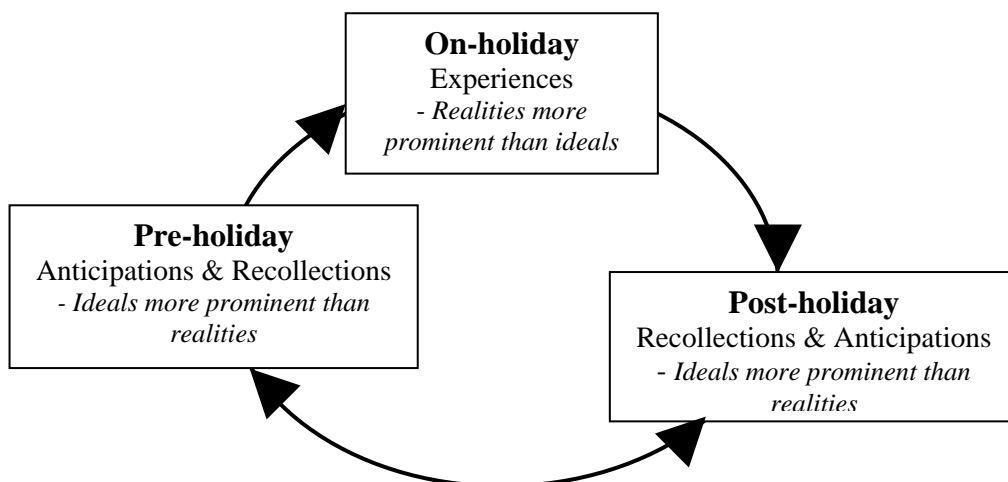 On-holiday
Experiences
- Realities more
prominent than ideals
Pre-holiday
Anticipations & Recollections
- Ideals more prominent than
realities
Post-holiday
Recollections & Anticipations
- Ideals more prominent than
realities